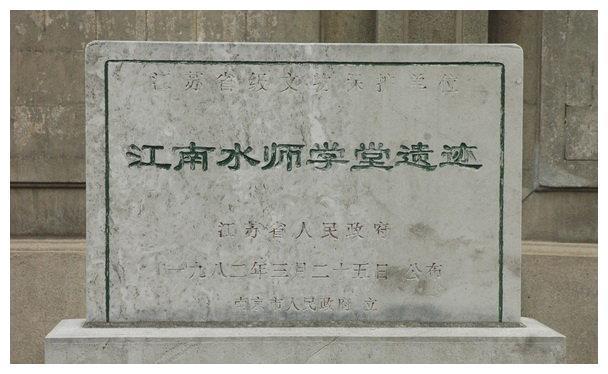 江苏省级文物保护单位
江南水师学堂遗迹
江苏省人民政府
一九八二年三月二十五日 公布
南京市人民政府 立